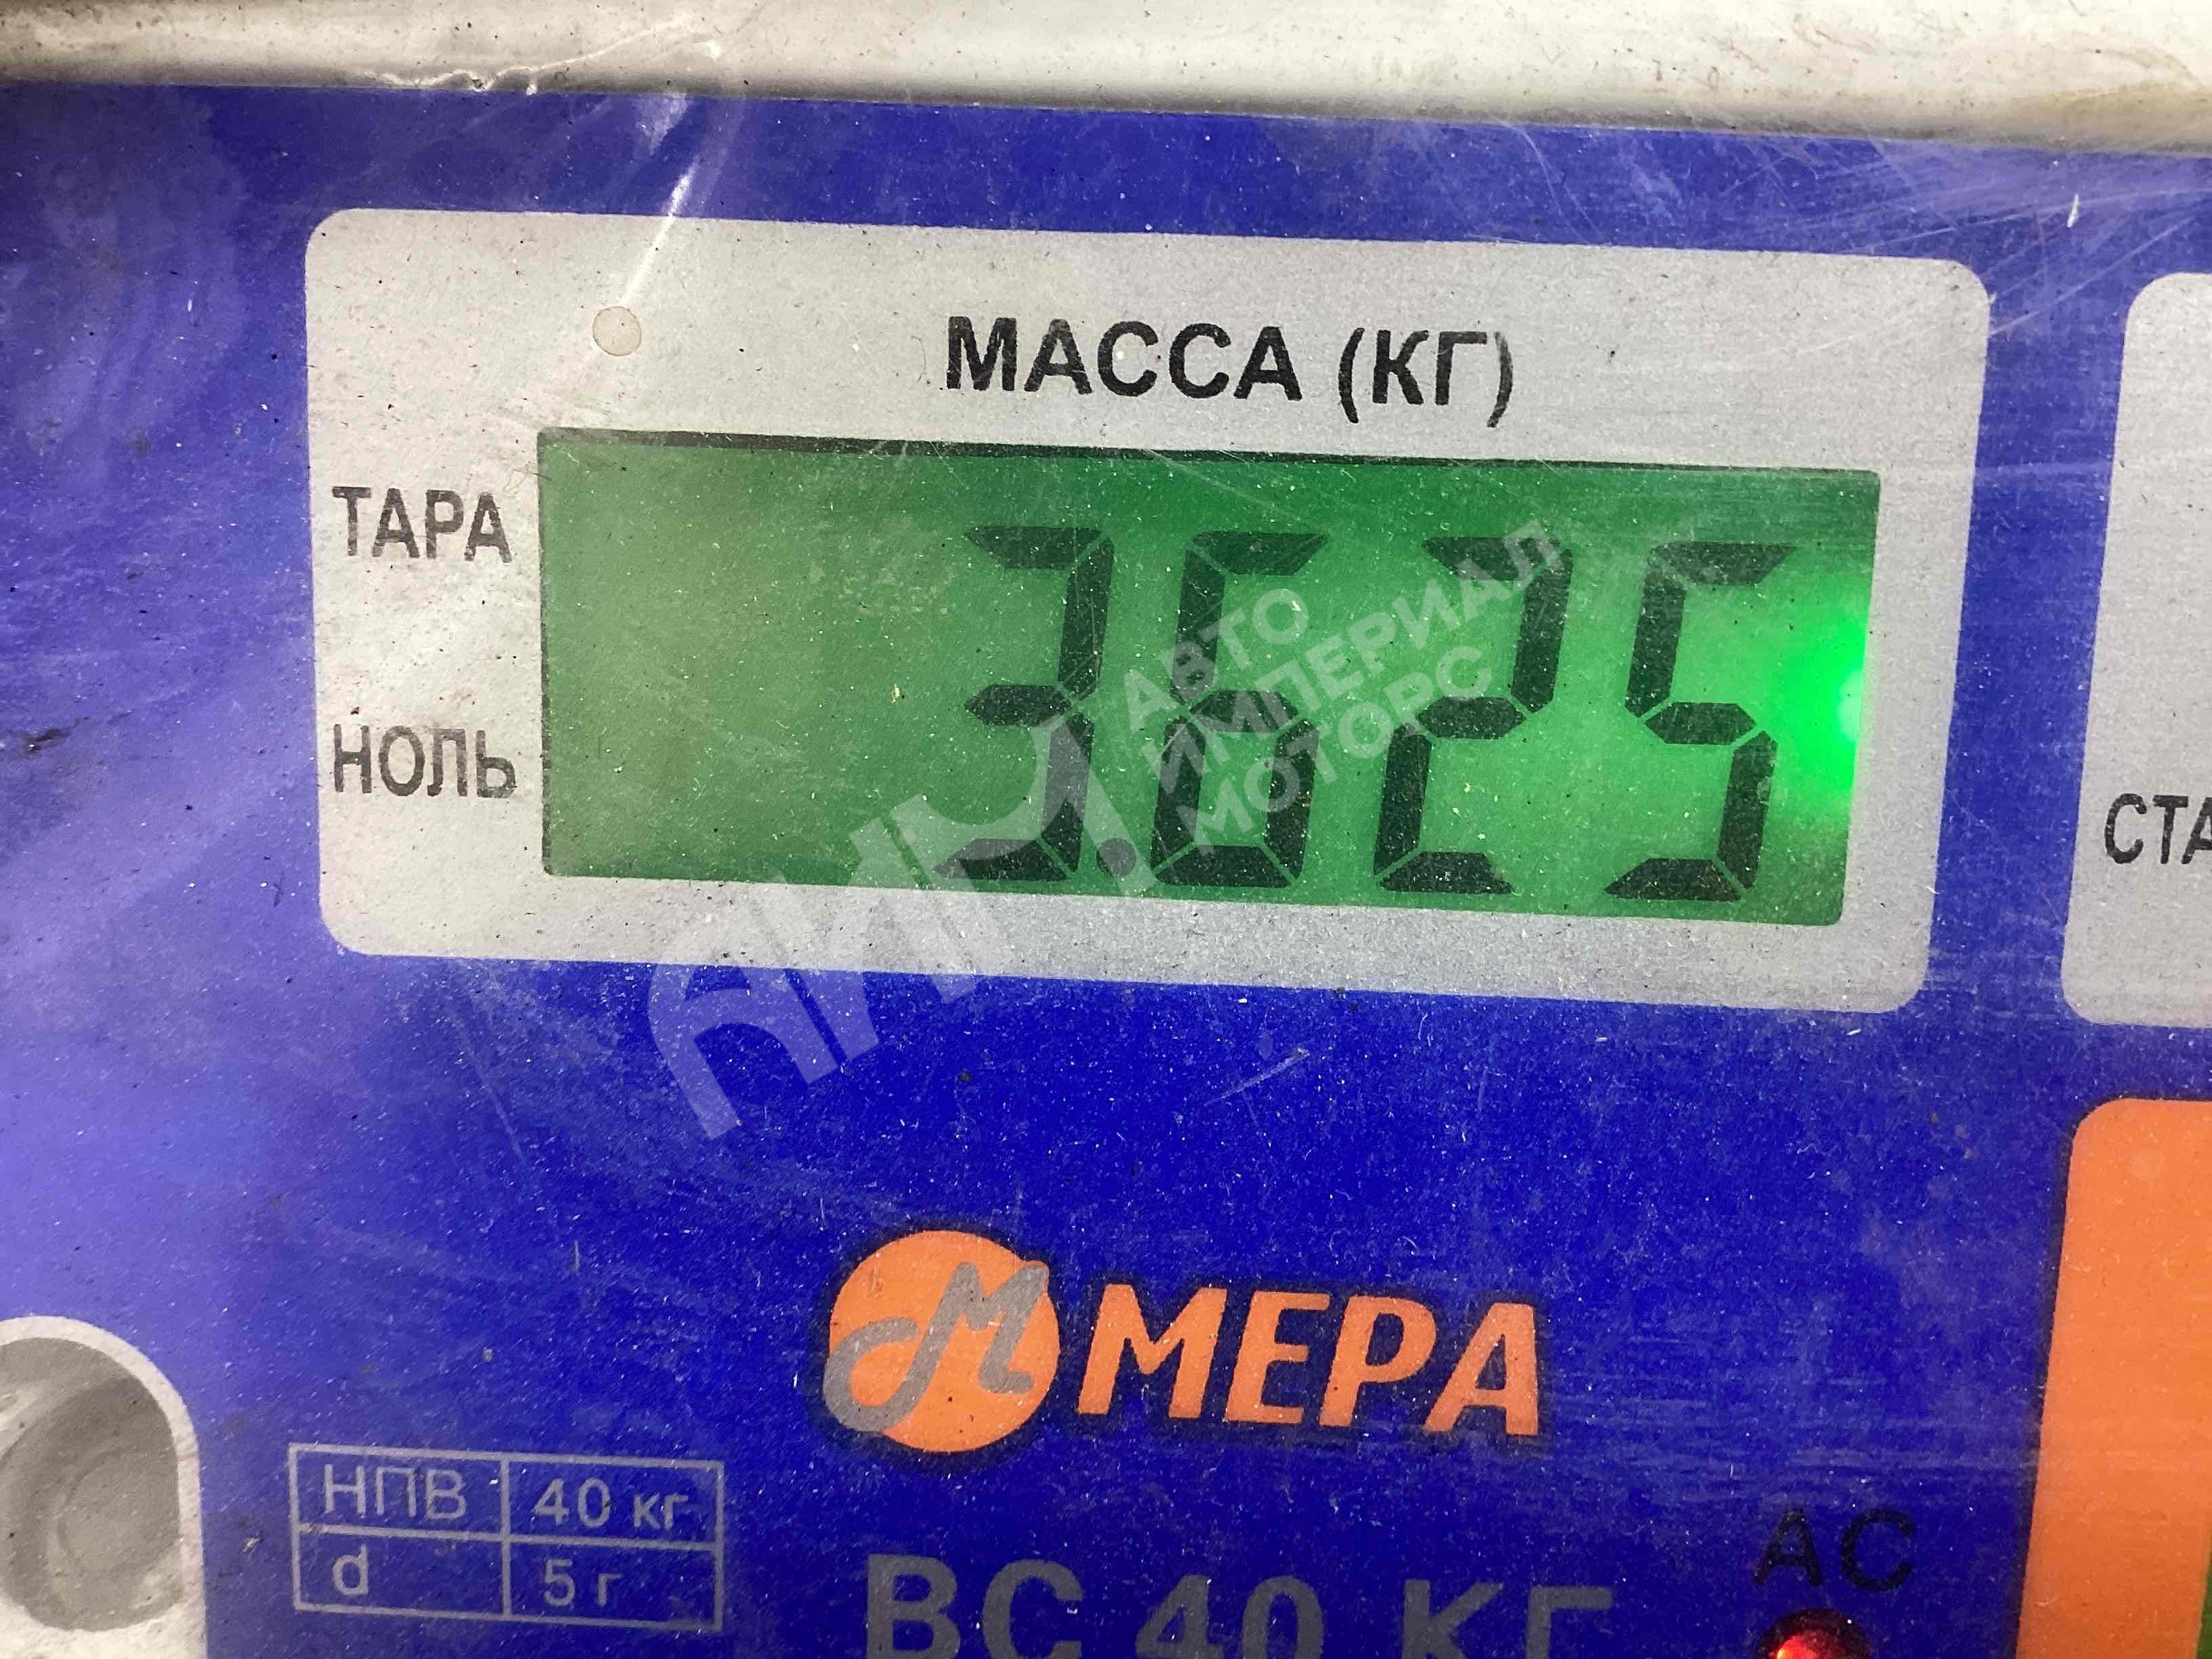 МАССА (КГ)
ТАРА
3.625
НОЛЬ
СТА
АИМ
АВТО
ИМПЕРИАЛ
МОТОРС
М МЕРА
НПВ 40 кг
d 5 г
АС
ВС 40 КГ